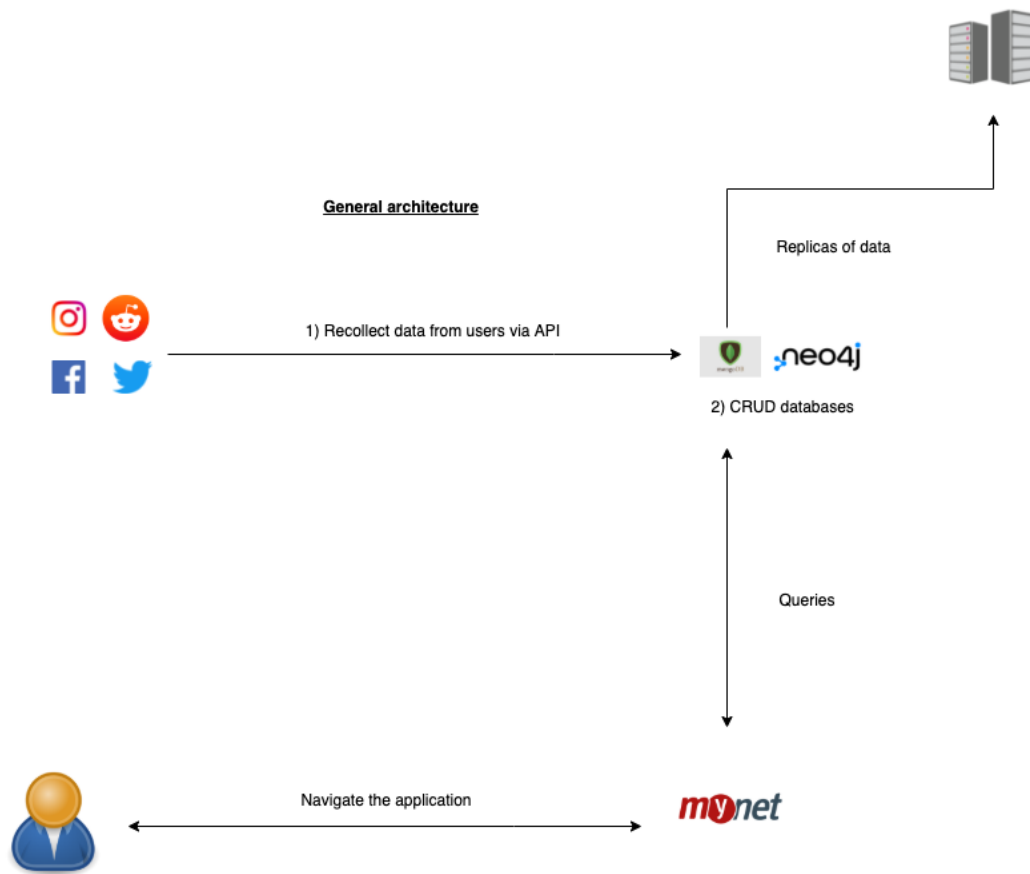 General architecture
Replicas of data
1) Recollect data from users via API
mongoDB
neo4j
2) CRUD databases
Queries
Navigate the application
mynet